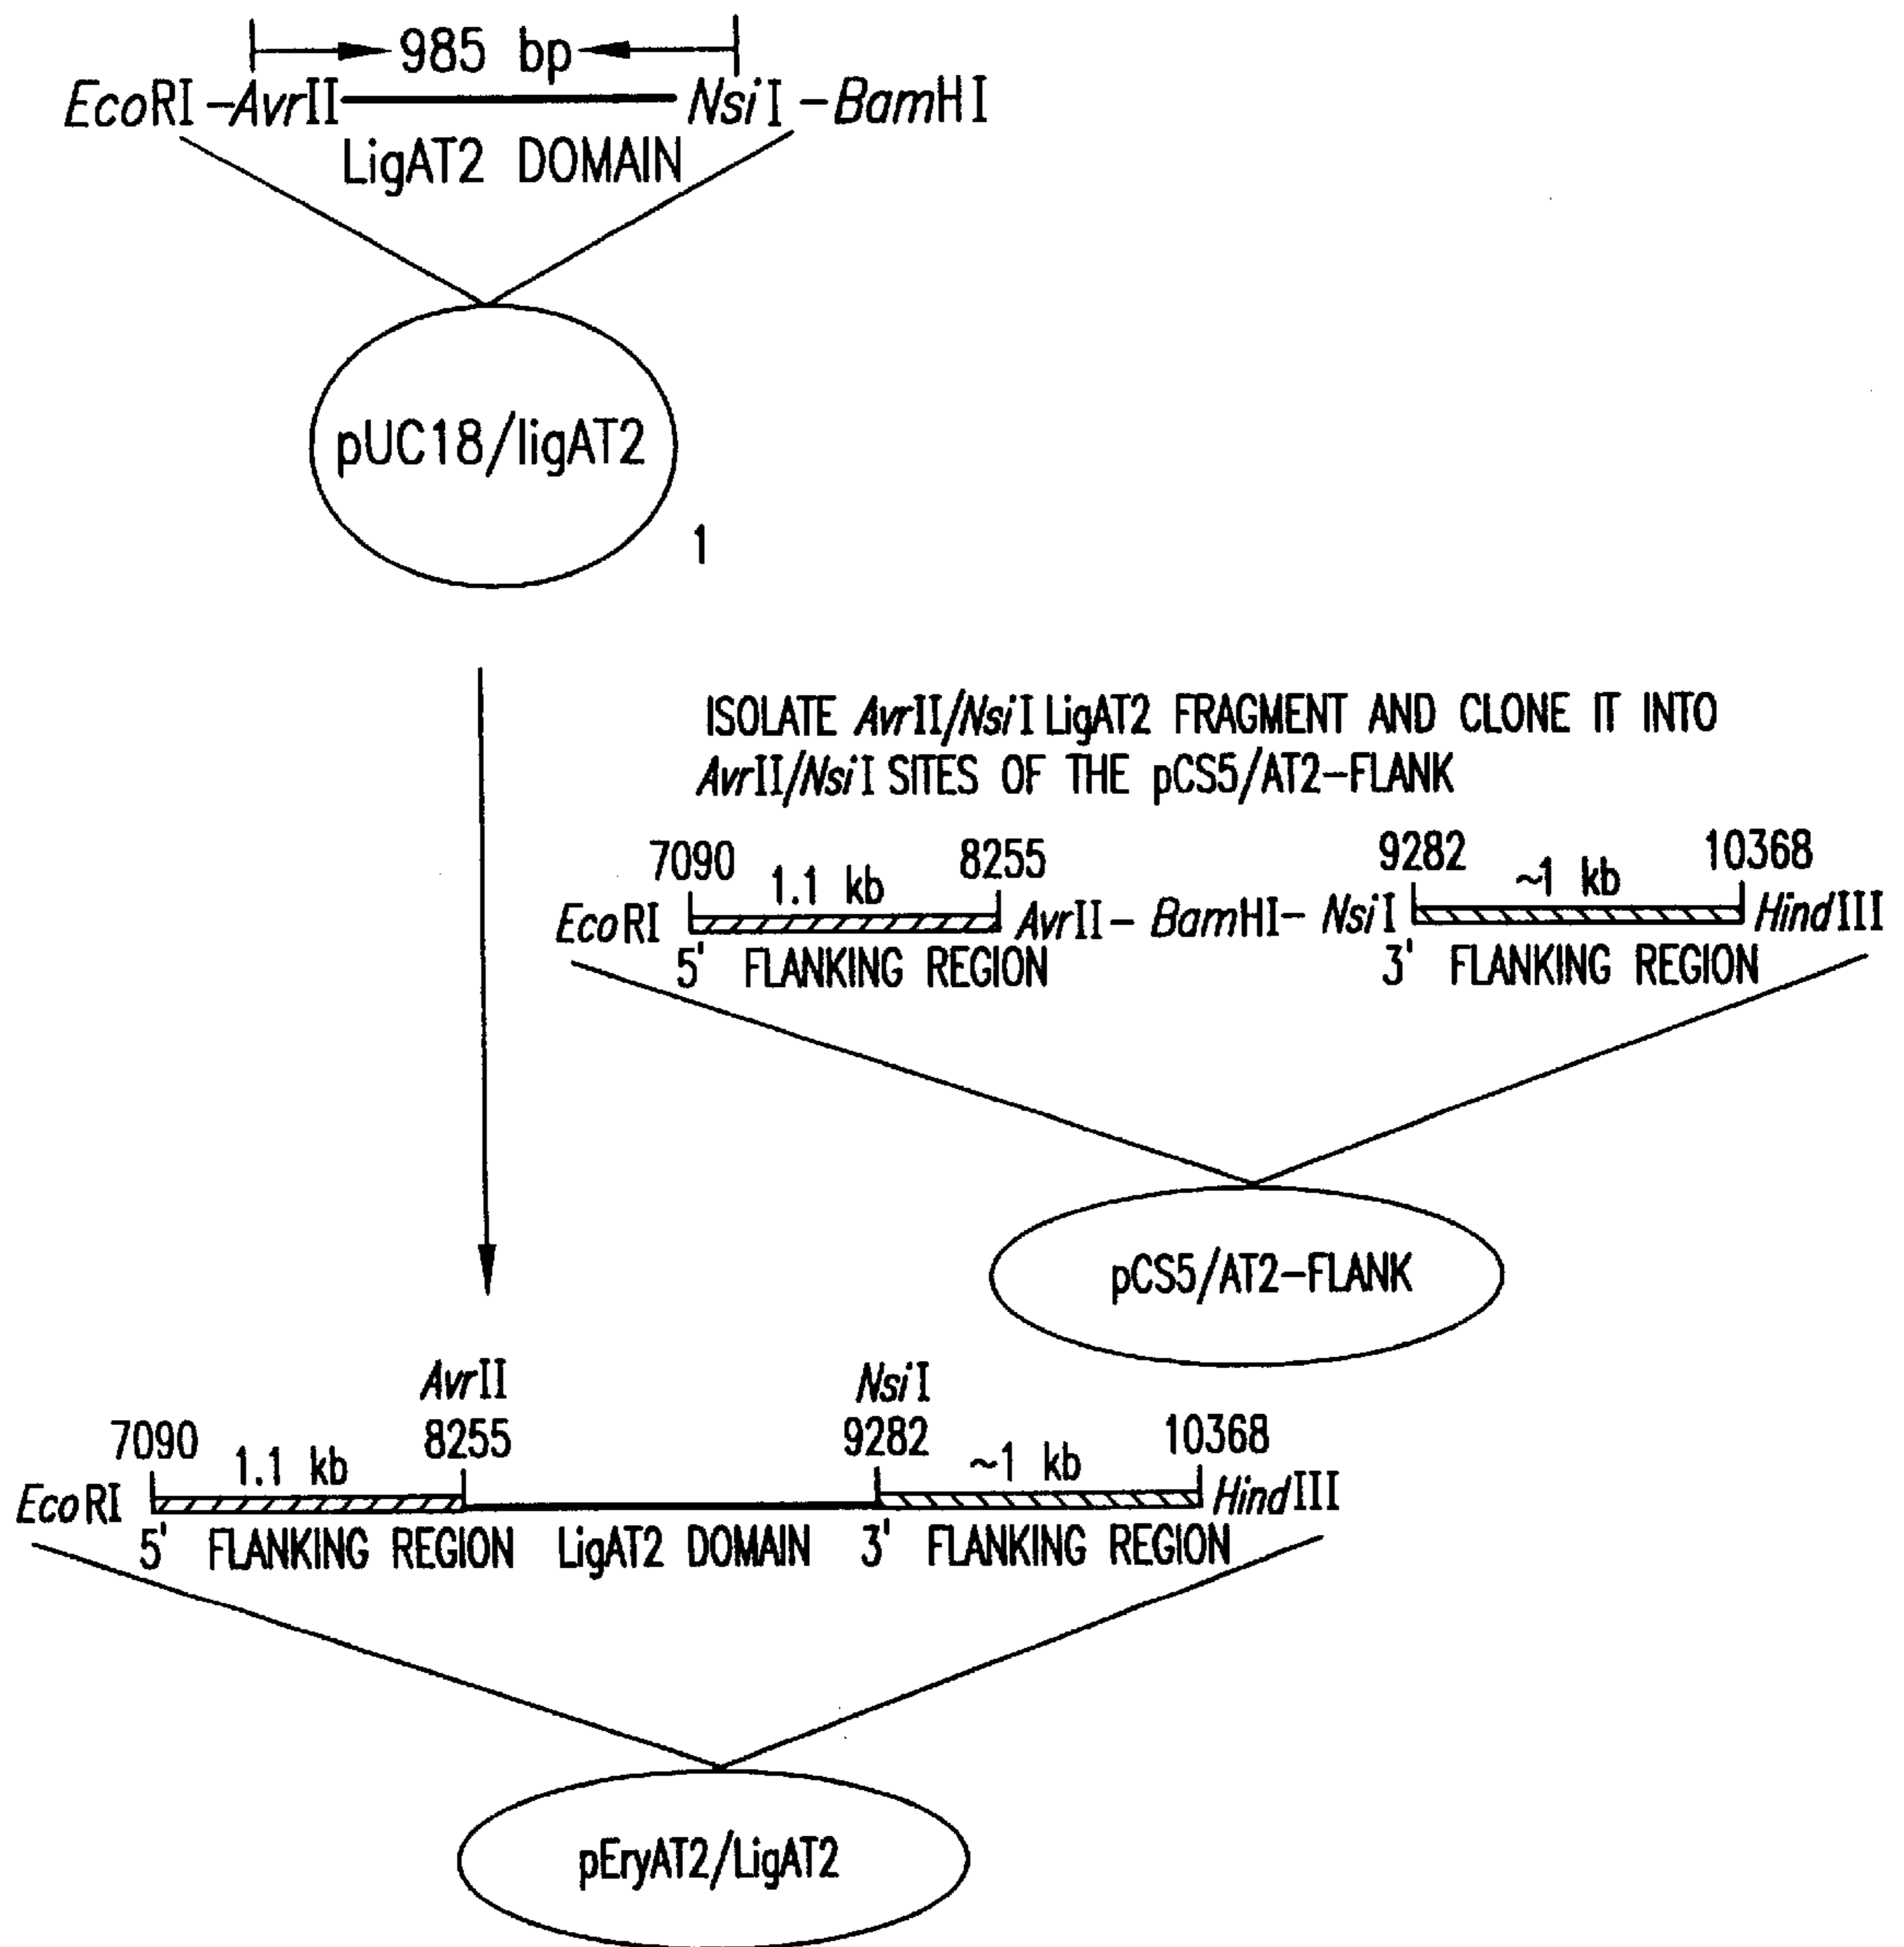 985 bp
EcoRI-AvrII NsiI-BamHI
LigAT2 DOMAIN
pUC18/ligAT2
1
ISOLATE AvrII/NsiI LigAT2 FRAGMENT AND CLONE IT INTO
AvrII/NsiI SITES OF THE pCS5/AT2-FLANK
7090 1.1 kb 8255 9282 ~1 kb 10368
EcoRI AvrII- BamHI- NsiI HindIII
5' FLANKING REGION 3' FLANKING REGION
pCS5/AT2-FLANK
AvrII NsiI
7090 1.1 kb 8255 9282 ~1 kb 10368
EcoRI HindIII
5' FLANKING REGION LigAT2 DOMAIN 3' FLANKING REGION
pEryAT2/LigAT2